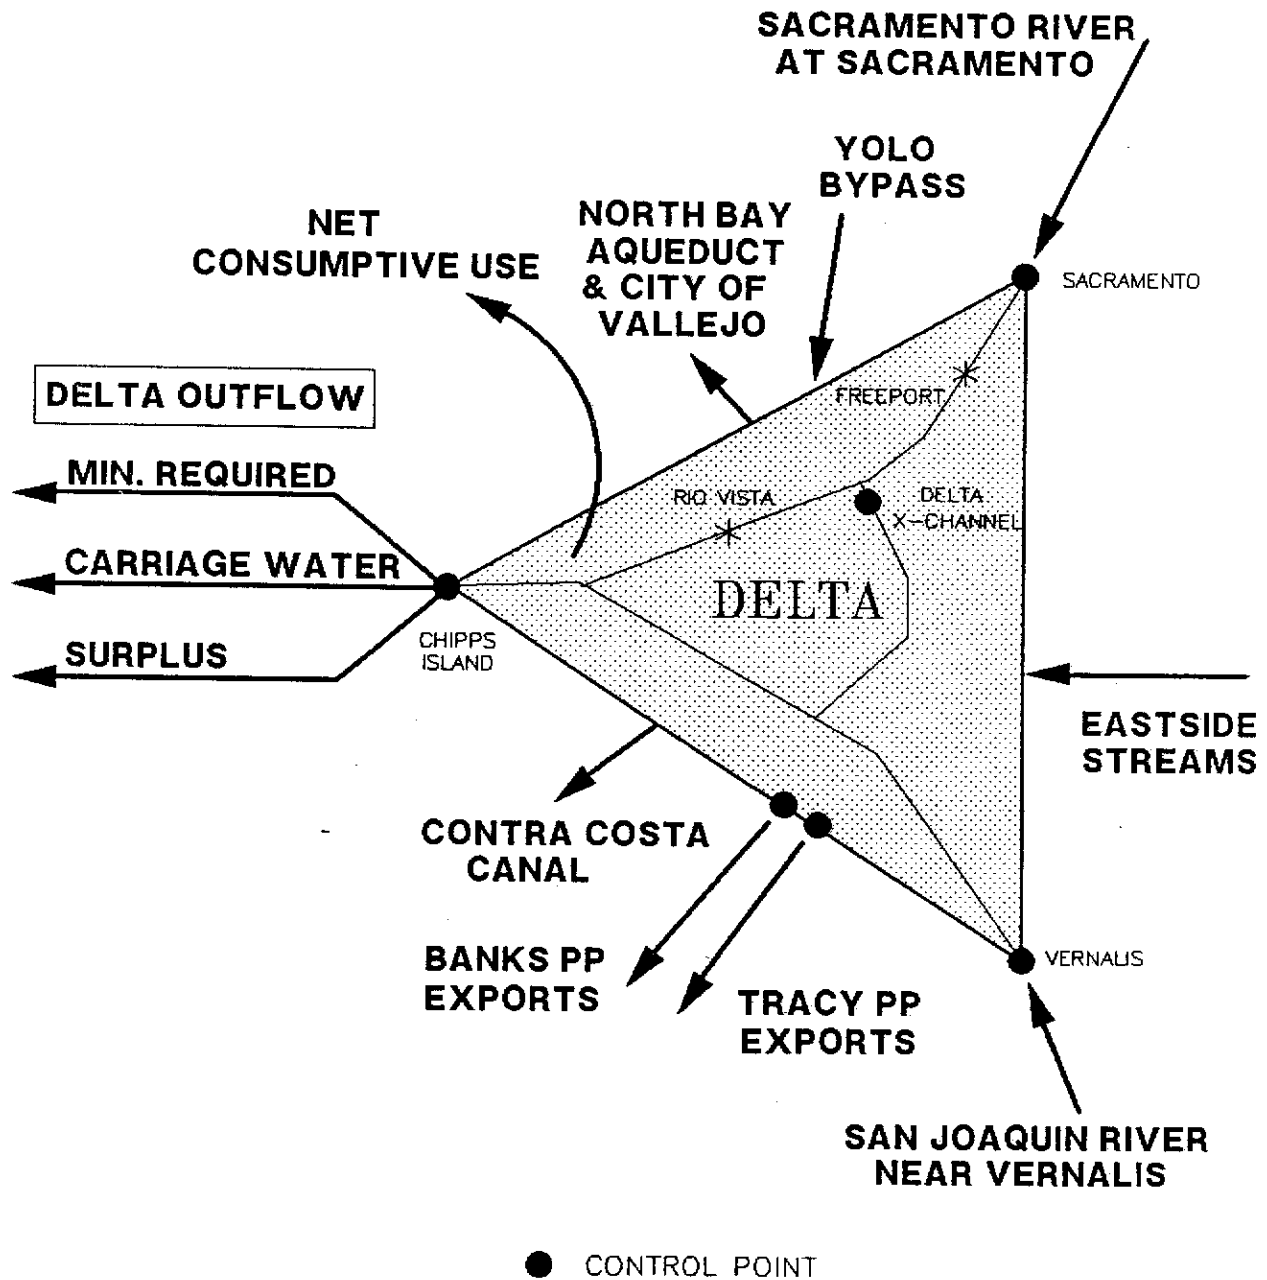 SACRAMENTO RIVER
AT SACRAMENTO
YOLO
BYPASS
NORTH BAY
AQUEDUCT
& CITY OF
VALLEJO
NET
CONSUMPTIVE USE
SACRAMENTO
DELTA OUTFLOW
FREEPORT
MIN. REQUIRED
RIO VISTA
DELTA
X-CHANNEL
CARRIAGE WATER
DELTA
CHIPPS
ISLAND
SURPLUS
EASTSIDE
STREAMS
CONTRA COSTA
CANAL
BANKS PP
EXPORTS
VERNALIS
TRACY PP
EXPORTS
SAN JOAQUIN RIVER
NEAR VERNALIS
CONTROL POINT